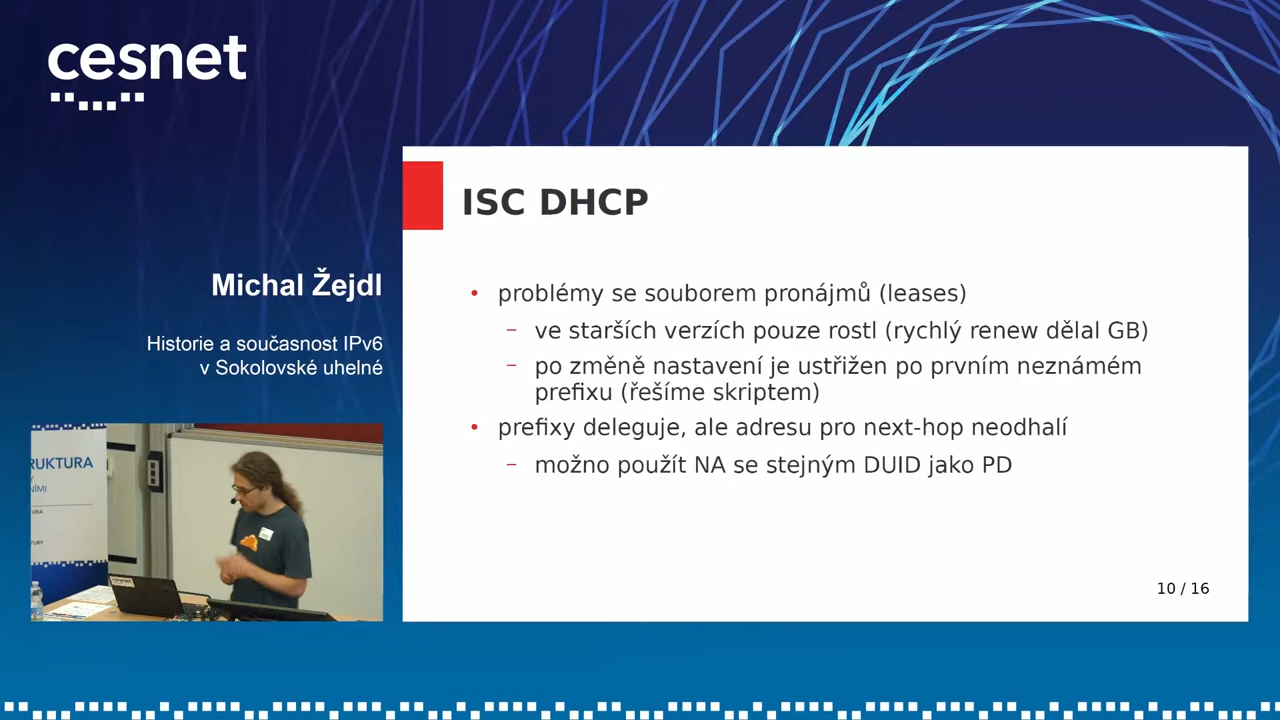 cesnet
Michal Žejdl
Historie a současnost IPv6
v Sokolovské uhelné
ISC DHCP
• problémy se souborem pronájmů (leases)
– ve starších verzích pouze rostl (rychlý renew dělal GB)
– po změně nastavení je ustřižen po prvním neznámém
prefixu (řešíme skriptem)
• prefixy deleguje, ale adresu pro next-hop neodhalí
– možno použít NA se stejným DUID jako PD
10 / 16
RUKTURA
cesnet